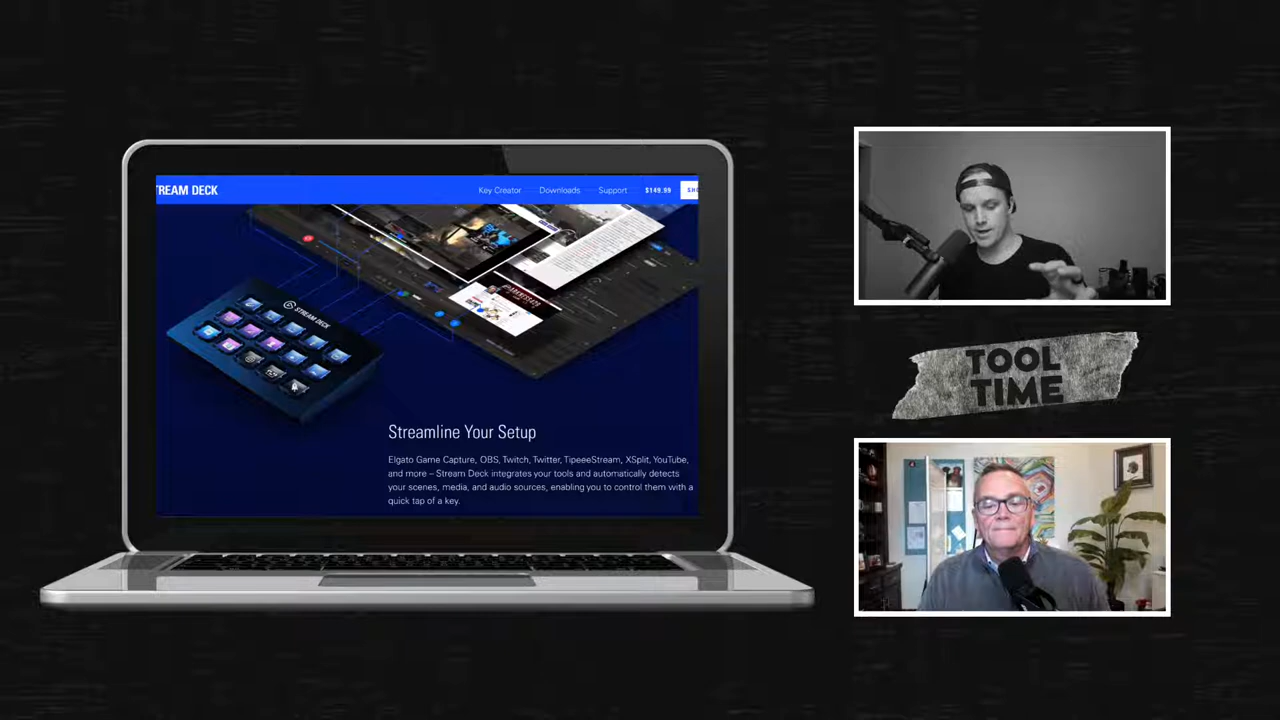 TREAM DECK
Key Creator
Downloads
Support
$149.99
STREAM DECK
Streamline Your Setup
Elgato Game Capture, OBS, Twitch, Twitter, TipeeeStream, XSplit, YouTube,
and more – Stream Deck integrates your tools and automatically detects
your scenes, media, and audio sources, enabling you to control them with a
quick tap of a key.
TOOL
TIME